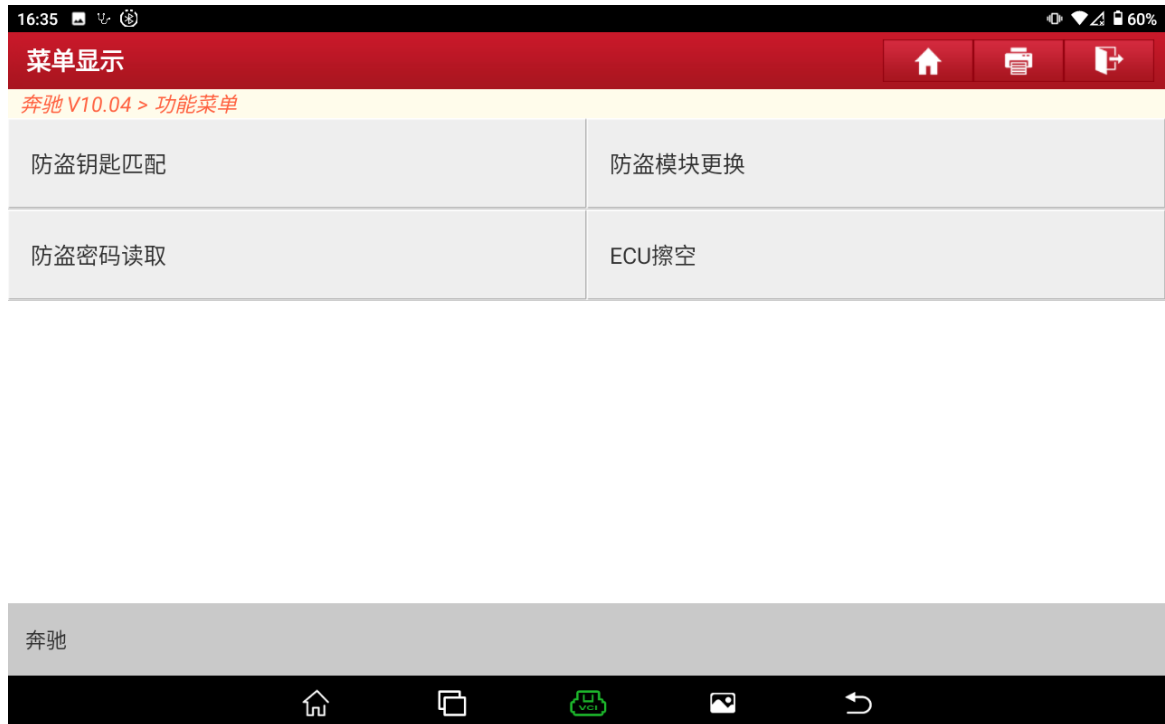 16:35 60%
菜单显示
奔驰 V10.04 > 功能菜单
防盗钥匙匹配 防盗模块更换
防盗密码读取 ECU擦空
奔驰
VCI